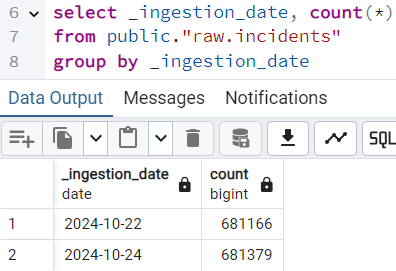 6 select _ingestion_date, count(*)
7 from public."raw.incidents"
8 group by _ingestion_date
Data Output Messages Notifications
SQL
_ingestion_date count
date bigint
1 2024-10-22 681166
2 2024-10-24 681379